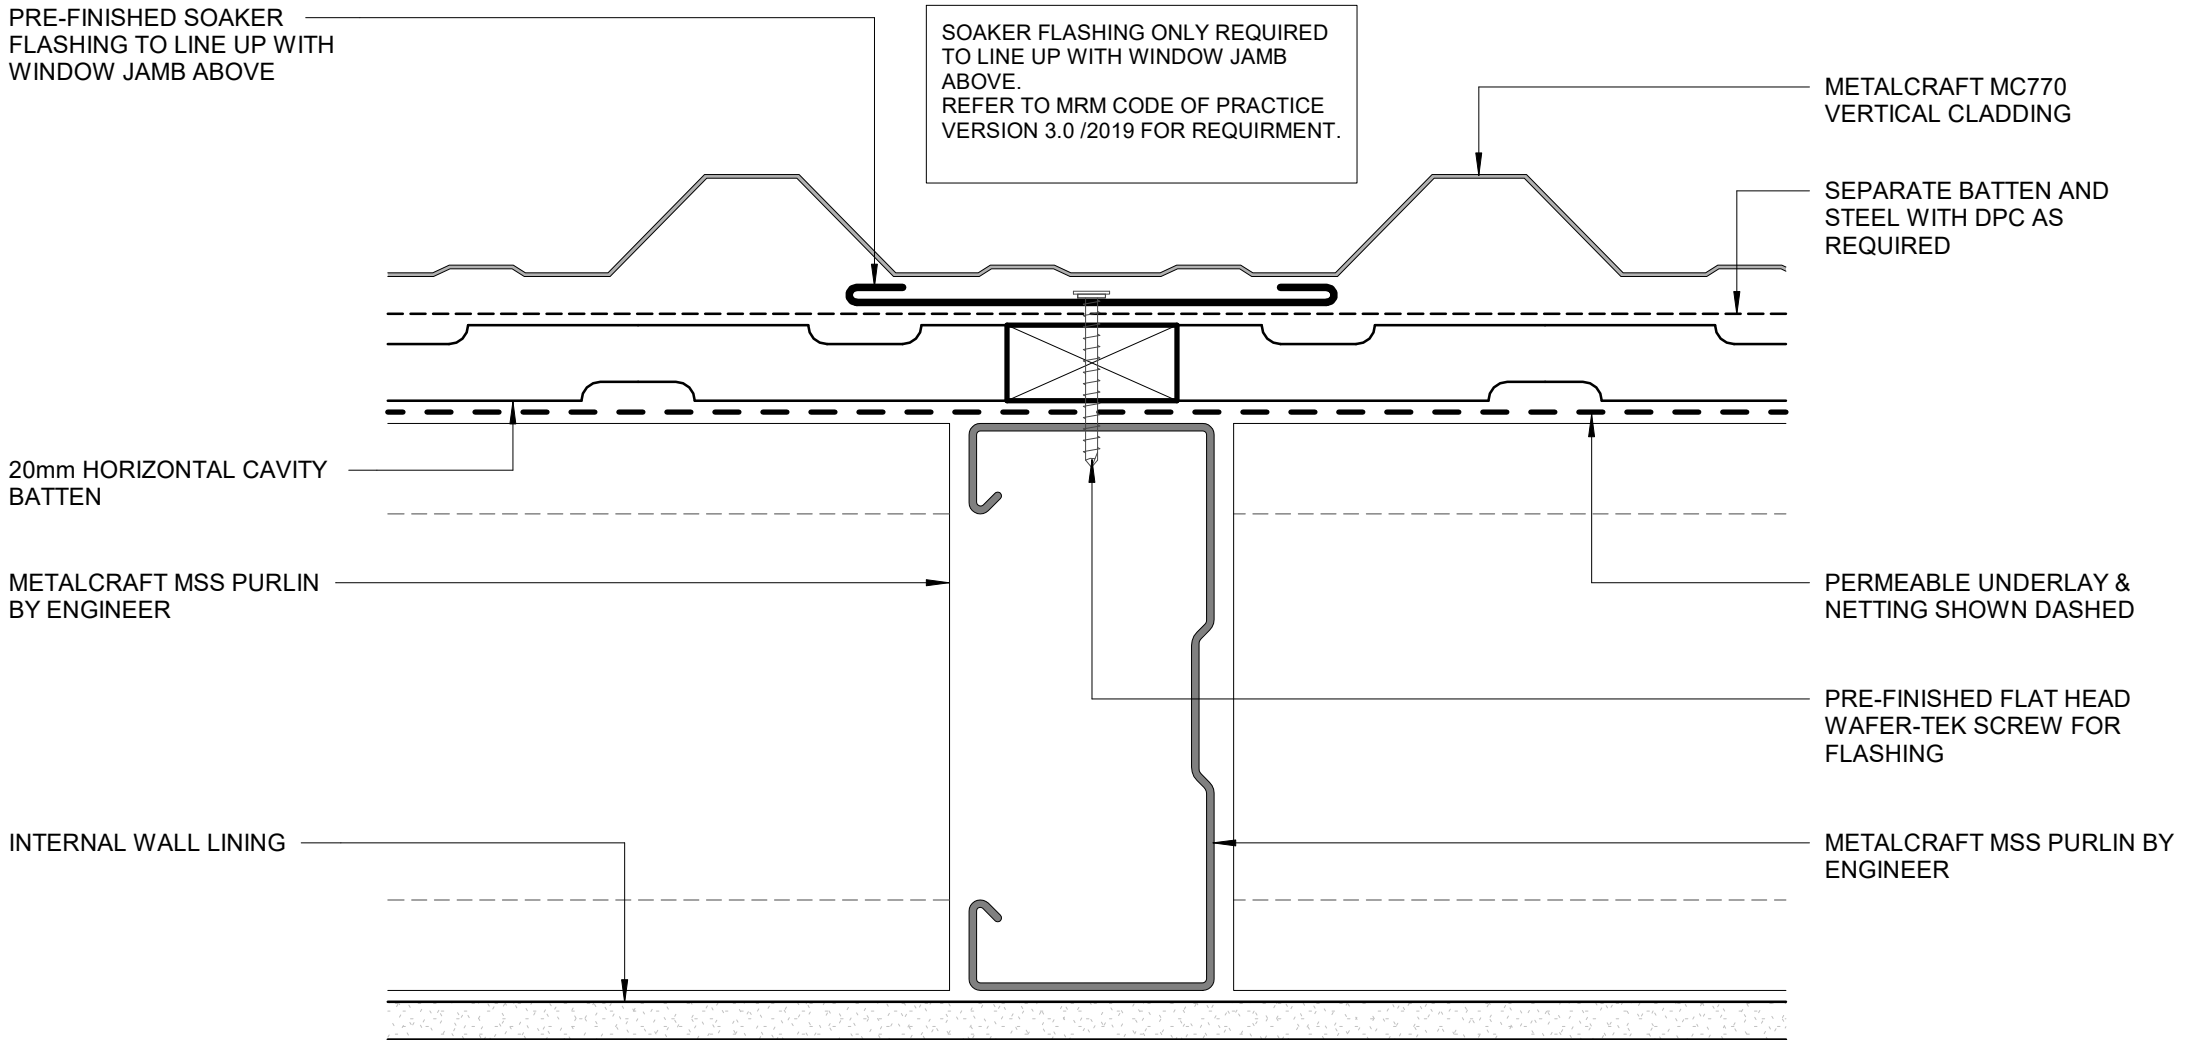 PRE-FINISHED SOAKER
FLASHING TO LINE UP WITH
WINDOW JAMB ABOVE
SOAKER FLASHING ONLY REQUIRED
TO LINE UP WITH WINDOW JAMB
ABOVE.
REFER TO MRM CODE OF PRACTICE
VERSION 3.0 /2019 FOR REQUIRMENT.
METALCRAFT MC770
VERTICAL CLADDING
SEPARATE BATTEN AND
STEEL WITH DPC AS
REQUIRED
20mm HORIZONTAL CAVITY
BATTEN
METALCRAFT MSS PURLIN
BY ENGINEER
PERMEABLE UNDERLAY &
NETTING SHOWN DASHED
PRE-FINISHED FLAT HEAD
WAFER-TEK SCREW FOR
FLASHING
INTERNAL WALL LINING
METALCRAFT MSS PURLIN BY
ENGINEER